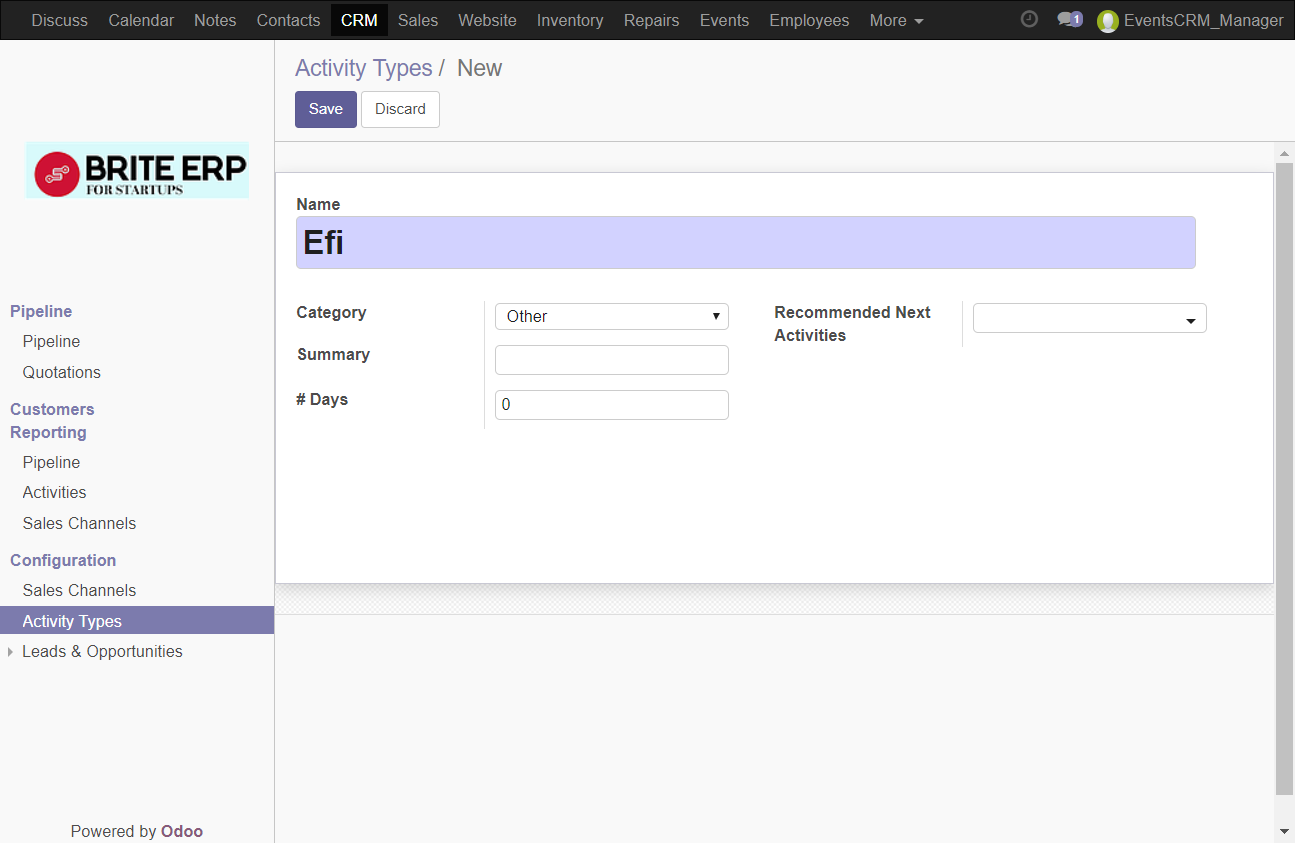 Discuss Calendar Notes Contacts CRM Sales Website Inventory Repairs Events Employees More 1 EventsCRM_Manager
Activity Types / New
Save Discard
BRITE ERP
FOR STARTUPS
Pipeline
Pipeline
Quotations
Customers
Reporting
Pipeline
Activities
Sales Channels
Configuration
Sales Channels
Activity Types
Leads & Opportunities
Powered by Odoo
Name
Efi
Category Other
Summary
# Days 0
Recommended Next
Activities